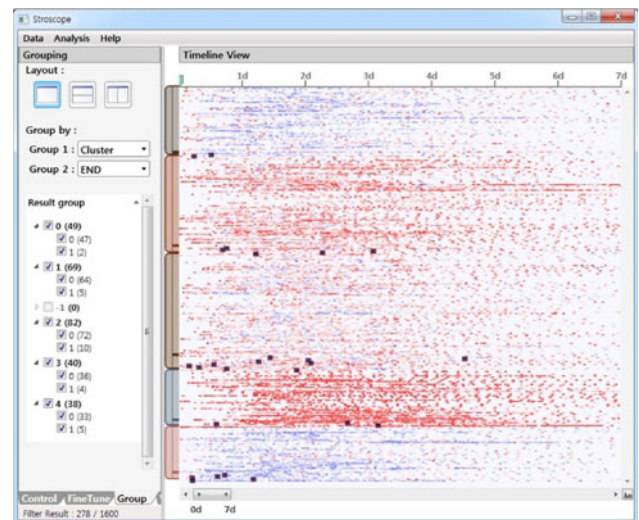 Stroscope
Data Analysis Help
Grouping
Layout :
Group by :
Group 1 : Cluster
Group 2 : END
Result group
0 (49)
0 (47)
1 (2)
1 (69)
0 (64)
1 (5)
-1 (0)
2 (82)
0 (72)
1 (10)
3 (40)
0 (36)
1 (4)
4 (38)
0 (33)
1 (5)
Control FineTune Group
Filter Result : 278 / 1600
Timeline View
1d 2d 3d 4d 5d 6d 7d
0d 7d